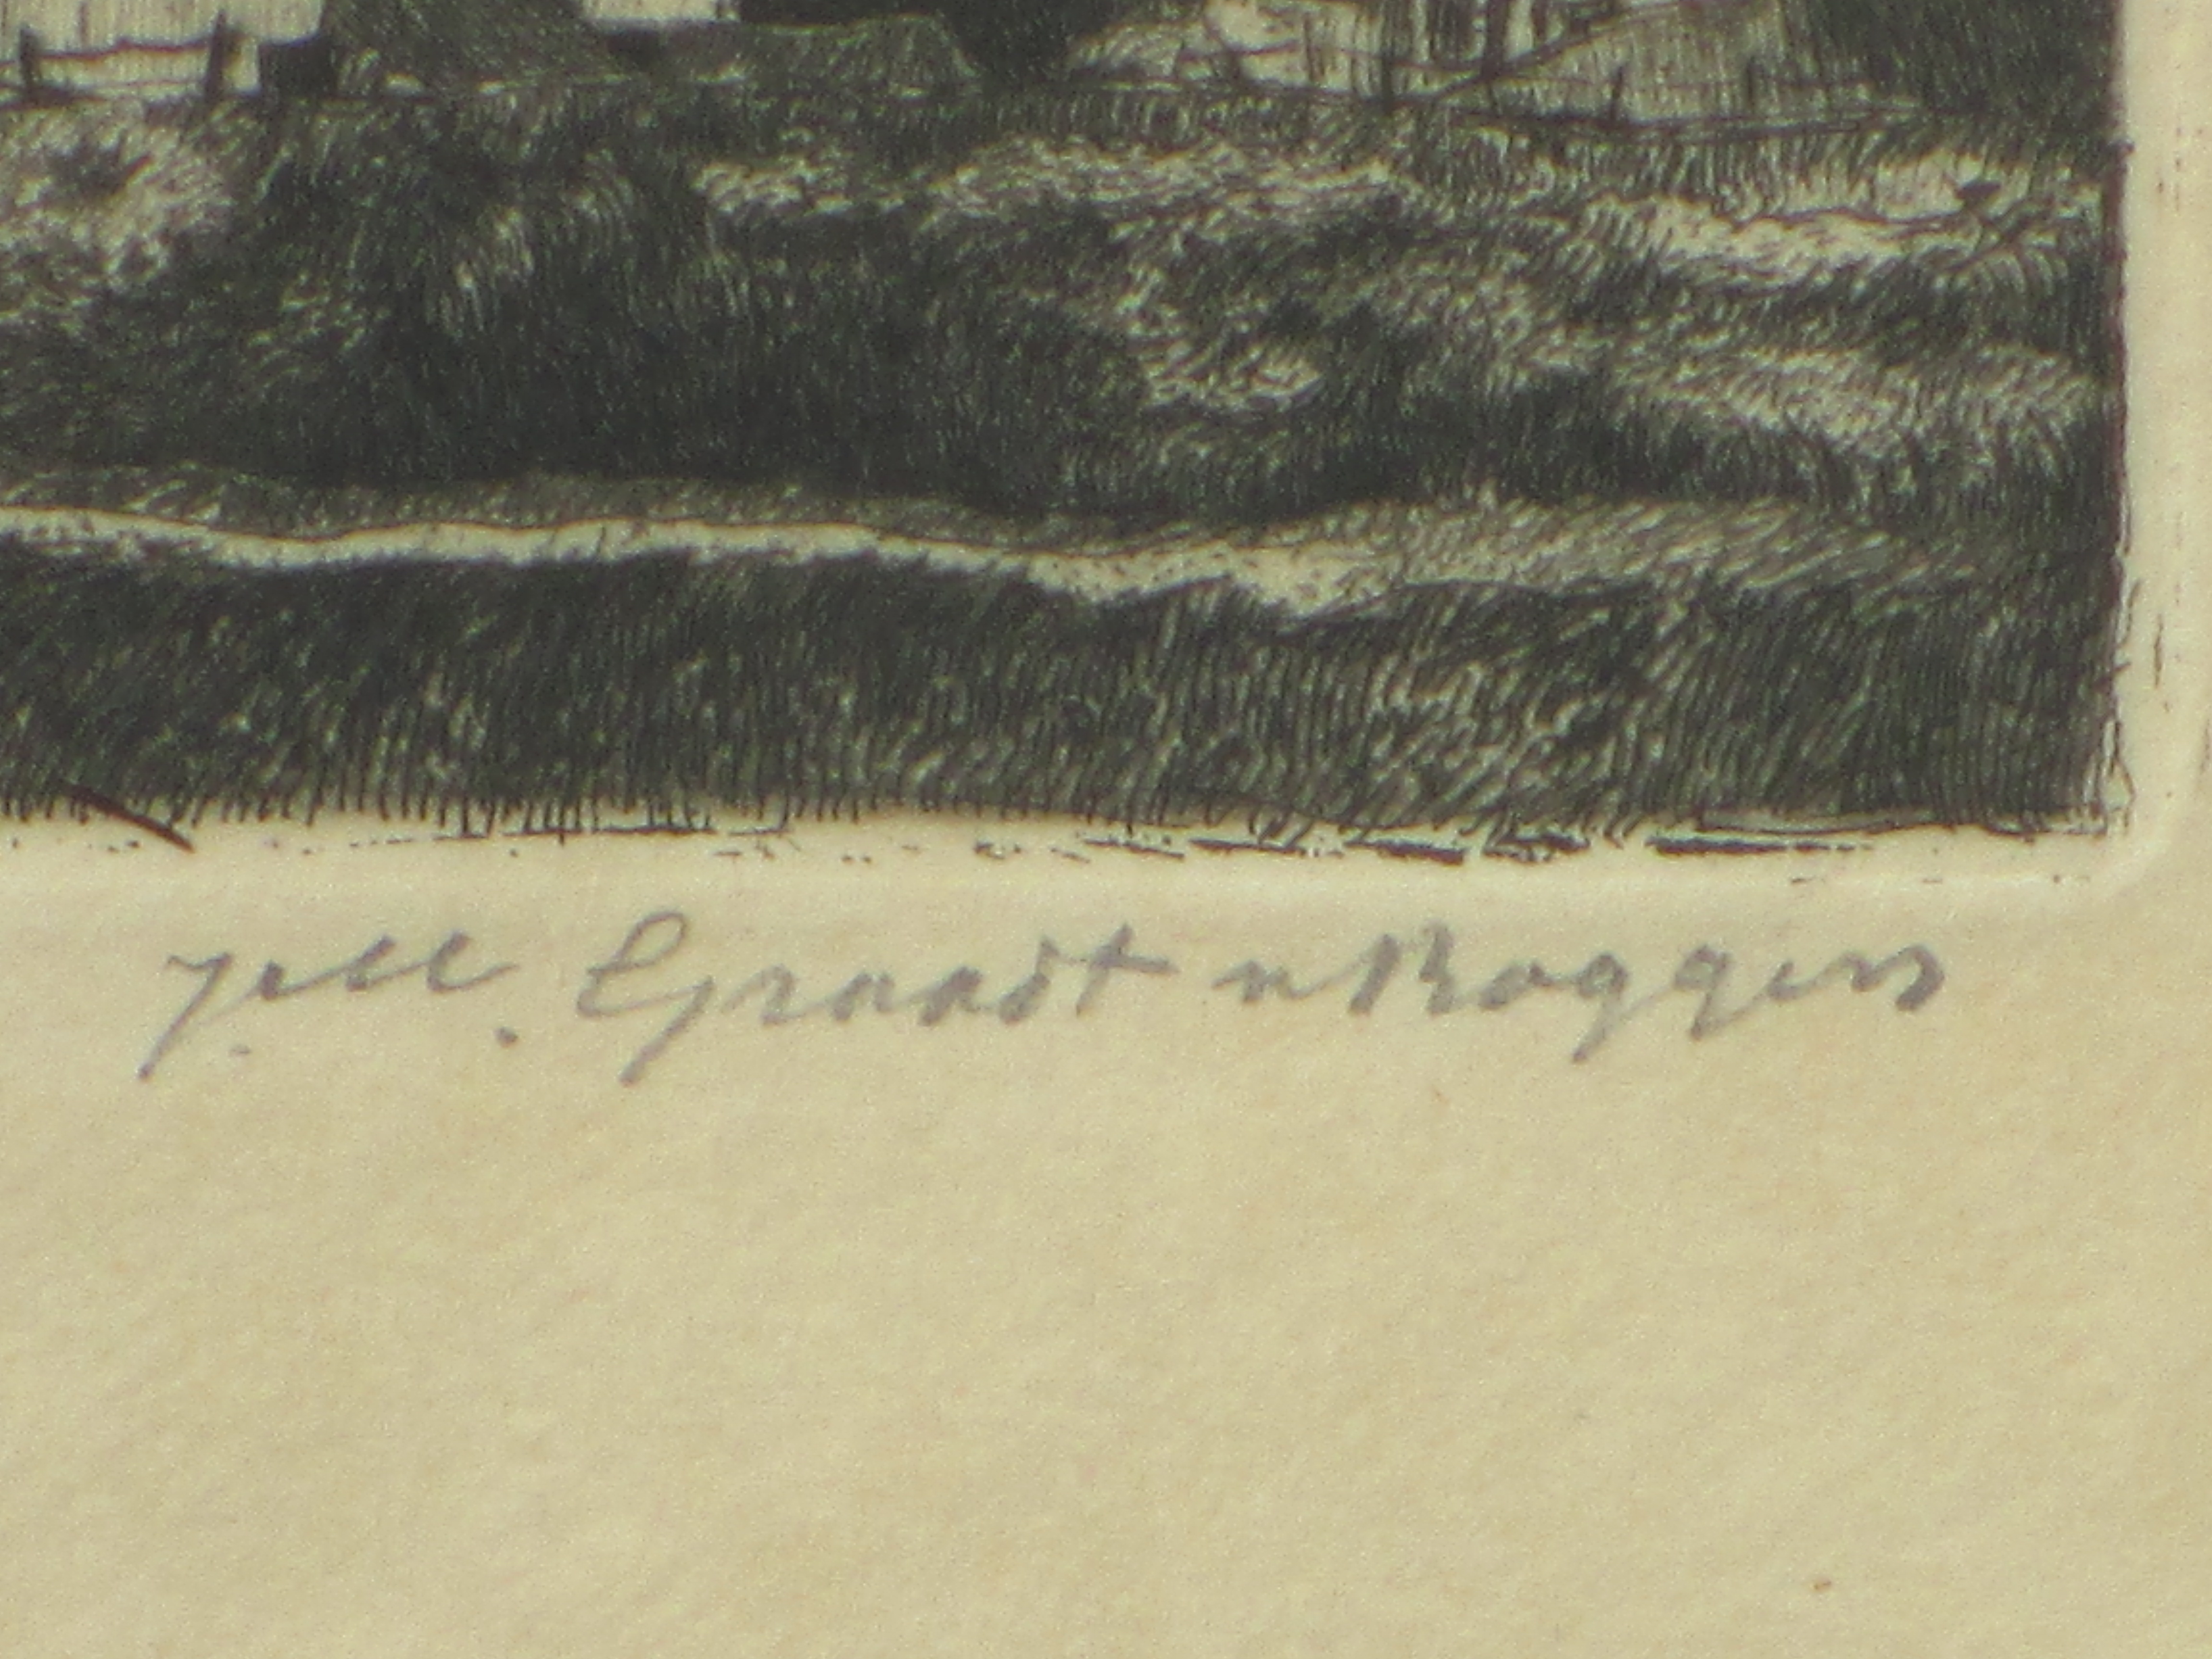 J.M. Graadt v Roggen